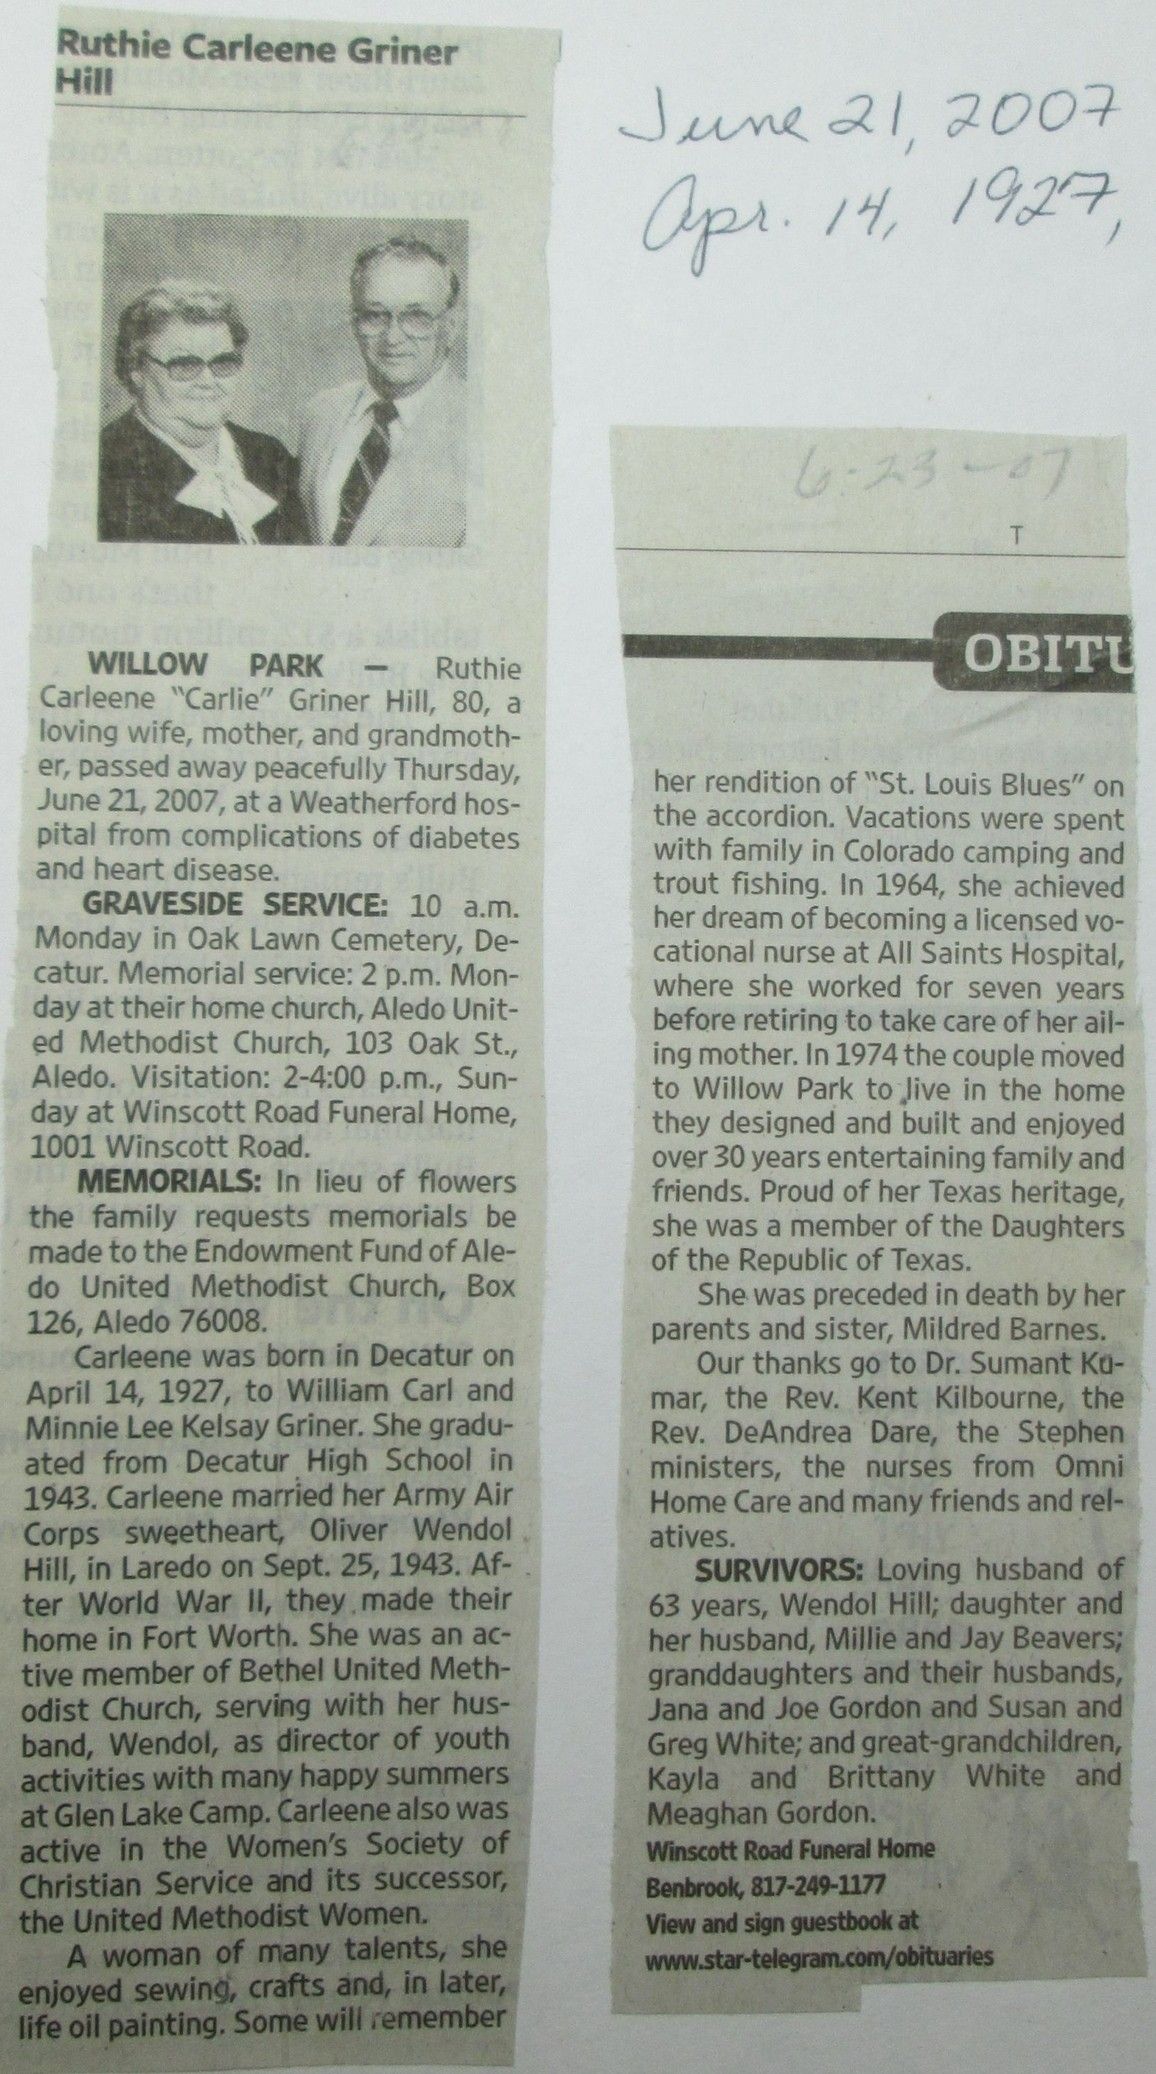 Ruthie Carleene Griner
Hill
WILLOW PARK — Ruthie
Carleene "Carlie" Griner Hill, 80, a
loving wife, mother, and grandmoth-
er, passed away peacefully Thursday,
June 21, 2007, at a Weatherford hos-
pital from complications of diabetes
and heart disease.
GRAVESIDE SERVICE: 10 a.m.
Monday in Oak Lawn Cemetery, De-
catur. Memorial service: 2 p.m. Mon-
day at their home church, Aledo Unit-
ed Methodist Church, 103 Oak St.,
Aledo. Visitation: 2-4:00 p.m., Sun-
day at Winscott Road Funeral Home,
1001 Winscott Road.
MEMORIALS: In lieu of flowers
the family requests memorials be
made to the Endowment Fund of Ale-
do United Methodist Church, Box
126, Aledo 76008.
Carleene was born in Decatur on
April 14, 1927, to William Carl and
Minnie Lee Kelsay Griner. She gradu-
ated from Decatur High School in
1943. Carleene married her Army Air
Corps sweetheart, Oliver Wendol
Hill, in Laredo on Sept. 25, 1943. Af-
ter World War II, they made their
home in Fort Worth. She was an ac-
tive member of Bethel United Meth-
odist Church, serving with her hus-
band, Wendol, as director of youth
activities with many happy summers
at Glen Lake Camp. Carleene also was
active in the Women's Society of
Christian Service and its successor,
the United Methodist Women.
A woman of many talents, she
enjoyed sewing, crafts and, in later,
life oil painting. Some will remember
June 21, 2007
Apr. 14, 1927,
6-23-07
T
OBITU
her rendition of "St. Louis Blues" on
the accordion. Vacations were spent
with family in Colorado camping and
trout fishing. In 1964, she achieved
her dream of becoming a licensed vo-
cational nurse at All Saints Hospital,
where she worked for seven years
before retiring to take care of her ail-
ing mother. In 1974 the couple moved
to Willow Park to live in the home
they designed and built and enjoyed
over 30 years entertaining family and
friends. Proud of her Texas heritage,
she was a member of the Daughters
of the Republic of Texas.
She was preceded in death by her
parents and sister, Mildred Barnes.
Our thanks go to Dr. Sumant Ku-
mar, the Rev. Kent Kilbourne, the
Rev. DeAndrea Dare, the Stephen
ministers, the nurses from Omni
Home Care and many friends and rel-
atives.
SURVIVORS: Loving husband of
63 years, Wendol Hill; daughter and
her husband, Millie and Jay Beavers;
granddaughters and their husbands,
Jana and Joe Gordon and Susan and
Greg White; and great-grandchildren,
Kayla and Brittany White and
Meaghan Gordon.
Winscott Road Funeral Home
Benbrook, 817-249-1177
View and sign guestbook at
www.star-telegram.com/obituaries